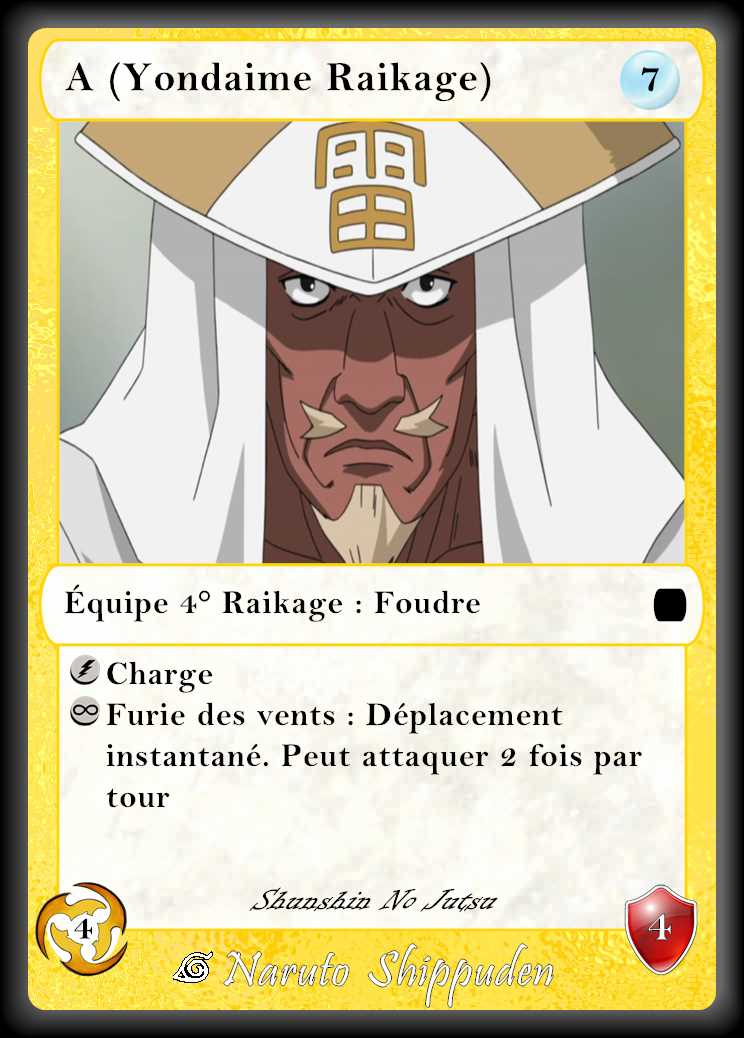 A (Yondaime Raikage)
7
雷
Équipe 4° Raikage : Foudre
Charge
Furie des vents : Déplacement
instantané. Peut attaquer 2 fois par
tour
Shunshin No Jutsu
4
4
Naruto Shippuden